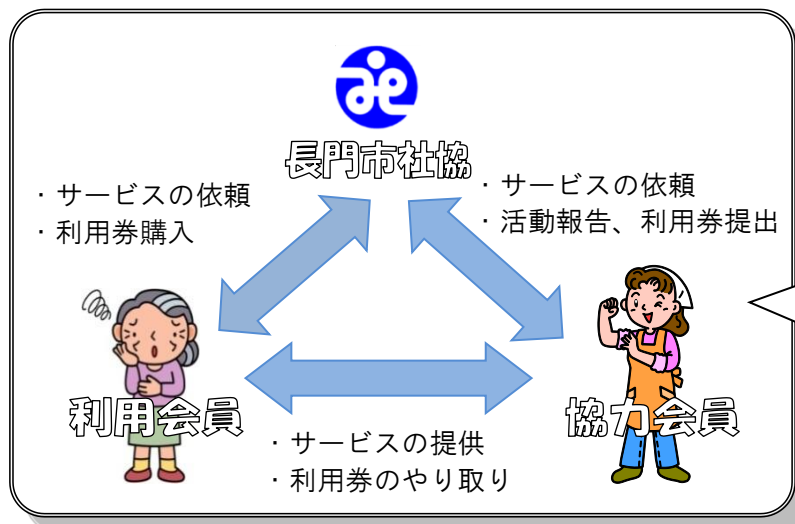 長門市社協
・サービスの依頼
・利用券購入
・サービスの依頼
・活動報告、利用券提出
利用会員
協力会員
・サービスの提供
・利用券のやり取り